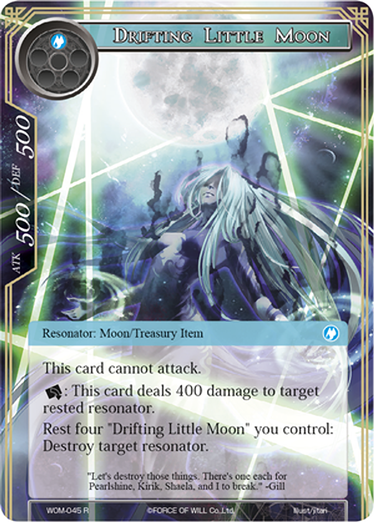 Drifting Little Moon
ATK 500 / DEF 500
Resonator: Moon/Treasury Item
This card cannot attack.
: This card deals 400 damage to target
rested resonator.
Rest four "Drifting Little Moon" you control:
Destroy target resonator.
"Let's destroy those things. There's one each for
Pearlshine, Kirik, Shaela, and I to break." -Gill
WOM-045 R
©FORCE OF WILL Co.,Ltd.
Illust/stari